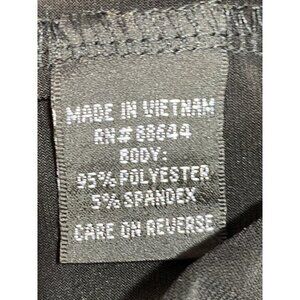 MADE IN VIETNAM
RN# 88644
BODY:
95% POLYESTER
5% SPANDEX
CARE ON REVERSE